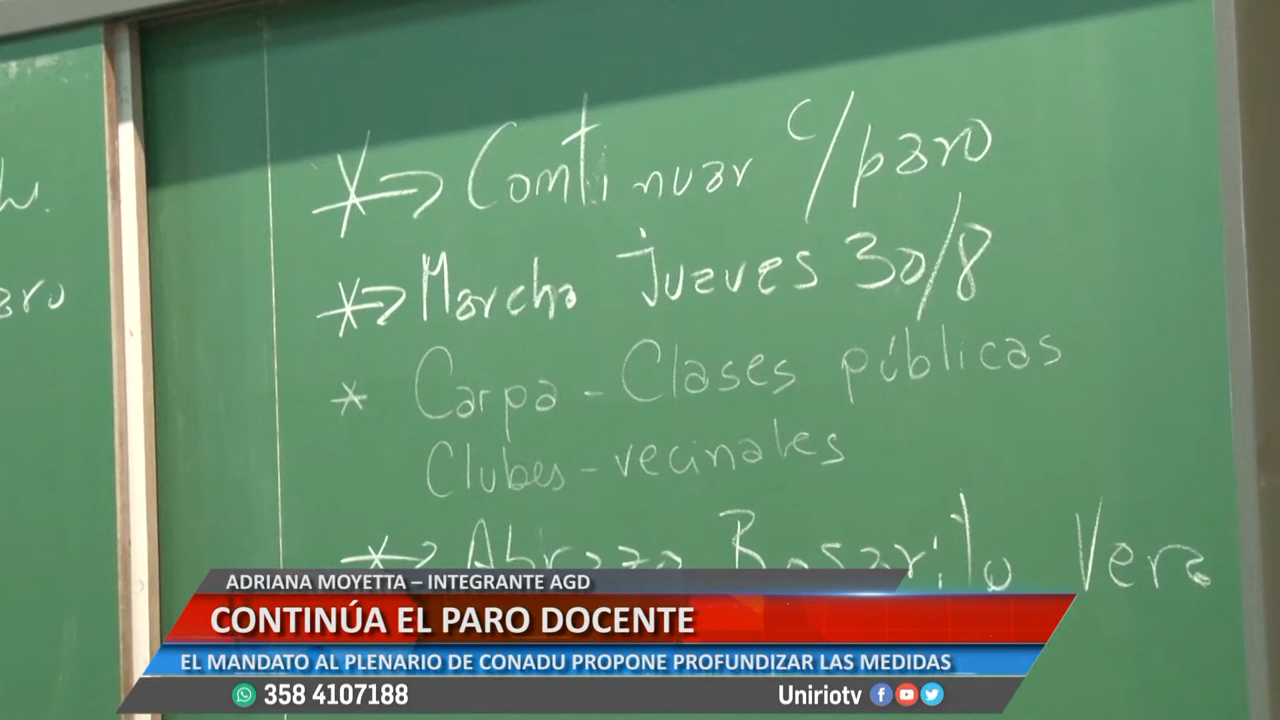 *→ Continuar c/paro
*→ Marcha jueves 30/8
* Carpa - Clases públicas
Clubes - vecinales
*→ Abrazo Rosarito Vera
ADRIANA MOYETTA – INTEGRANTE AGD
CONTINÚA EL PARO DOCENTE
EL MANDATO AL PLENARIO DE CONADU PROPONE PROFUNDIZAR LAS MEDIDAS
358 4107188
Uniriotv